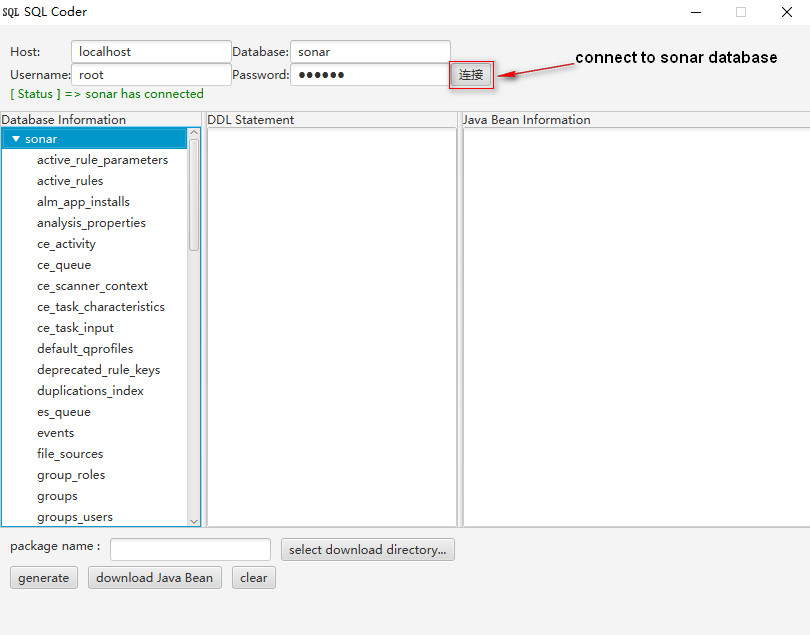 SQL SQL Coder
Host: localhost Database: sonar
connect to sonar database
Username: root Password: ●●●●●● 连接
[ Status ] => sonar has connected
Database Information DDL Statement Java Bean Information
sonar
active_rule_parameters
active_rules
alm_app_installs
analysis_properties
ce_activity
ce_queue
ce_scanner_context
ce_task_characteristics
ce_task_input
default_qprofiles
deprecated_rule_keys
duplications_index
es_queue
events
file_sources
group_roles
groups
groups_users
package name : select download directory...
generate download Java Bean clear